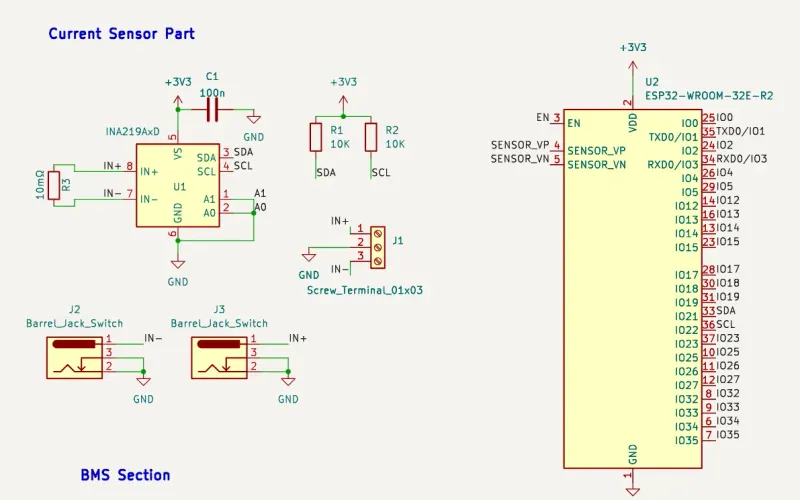 Current Sensor Part
+3V3
C1
100n
GND
INA219AxD
5
VS
SDA 3 SDA
SCL 4 SCL
IN+ 8 IN+
U1
10mΩ
R3
IN- 7 IN-
A1 1 A1
A0 2 A0
GND
6
GND
+3V3
R1
10K
R2
10K
SDA
SCL
IN+
1
2
3
J1
GND
IN-
Screw_Terminal_01x03
J2
Barrel_Jack_Switch
1 IN-
3
2
GND
J3
Barrel_Jack_Switch
1 IN+
3
2
GND
BMS Section
+3V3
U2
ESP32-WROOM-32E-R2
2
VDD
EN 3 EN
SENSOR_VP 4 SENSOR_VP
SENSOR_VN 5 SENSOR_VN
IO0 25 IO0
TXD0/IO1 35 TXD0/IO1
IO2 24 IO2
RXD0/IO3 34 RXD0/IO3
IO4 26 IO4
IO5 29 IO5
IO12 14 IO12
IO13 16 IO13
IO14 13 IO14
IO15 23 IO15
IO17 28 IO17
IO18 30 IO18
IO19 31 IO19
IO21 33 SDA
IO22 36 SCL
IO23 37 IO23
IO25 10 IO25
IO26 11 IO26
IO27 12 IO27
IO32 8 IO32
IO33 9 IO33
IO34 6 IO34
IO35 7 IO35
GND
1